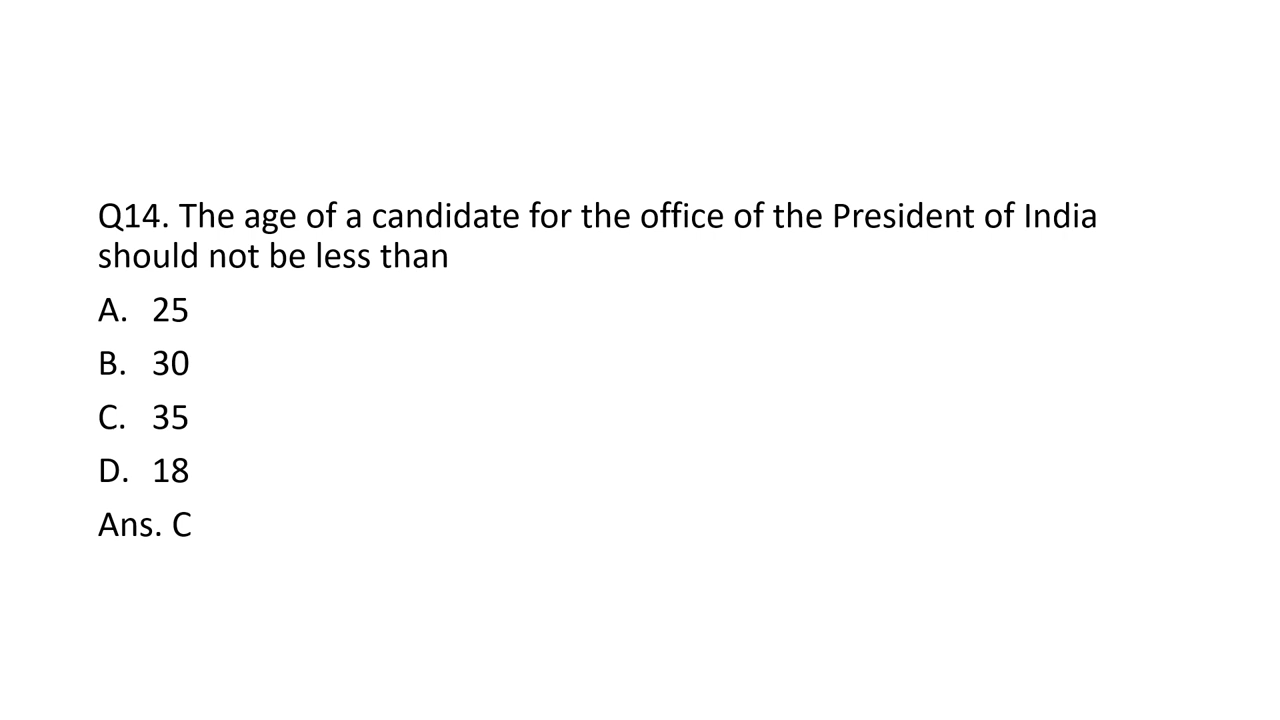 Q14. The age of a candidate for the office of the President of India
should not be less than
A. 25
B. 30
C. 35
D. 18
Ans. C